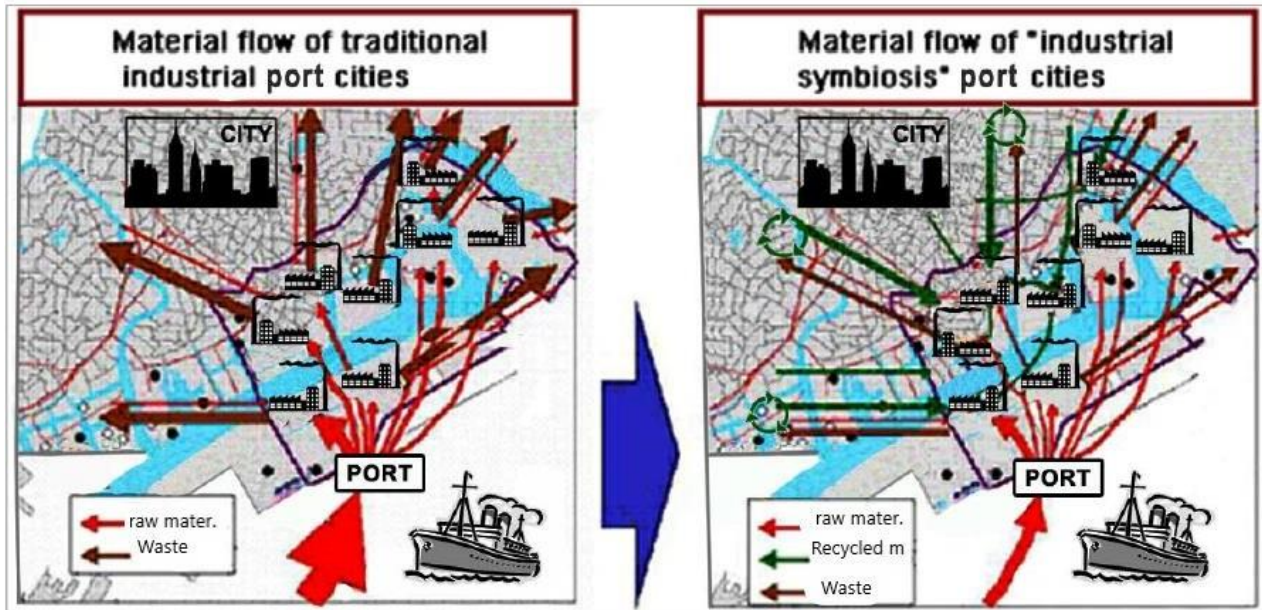 Material flow of traditional
industrial port cities
CITY
PORT
raw mater.
Waste
Material flow of "industrial
symbiosis" port cities
CITY
PORT
raw mater.
Recycled m
Waste